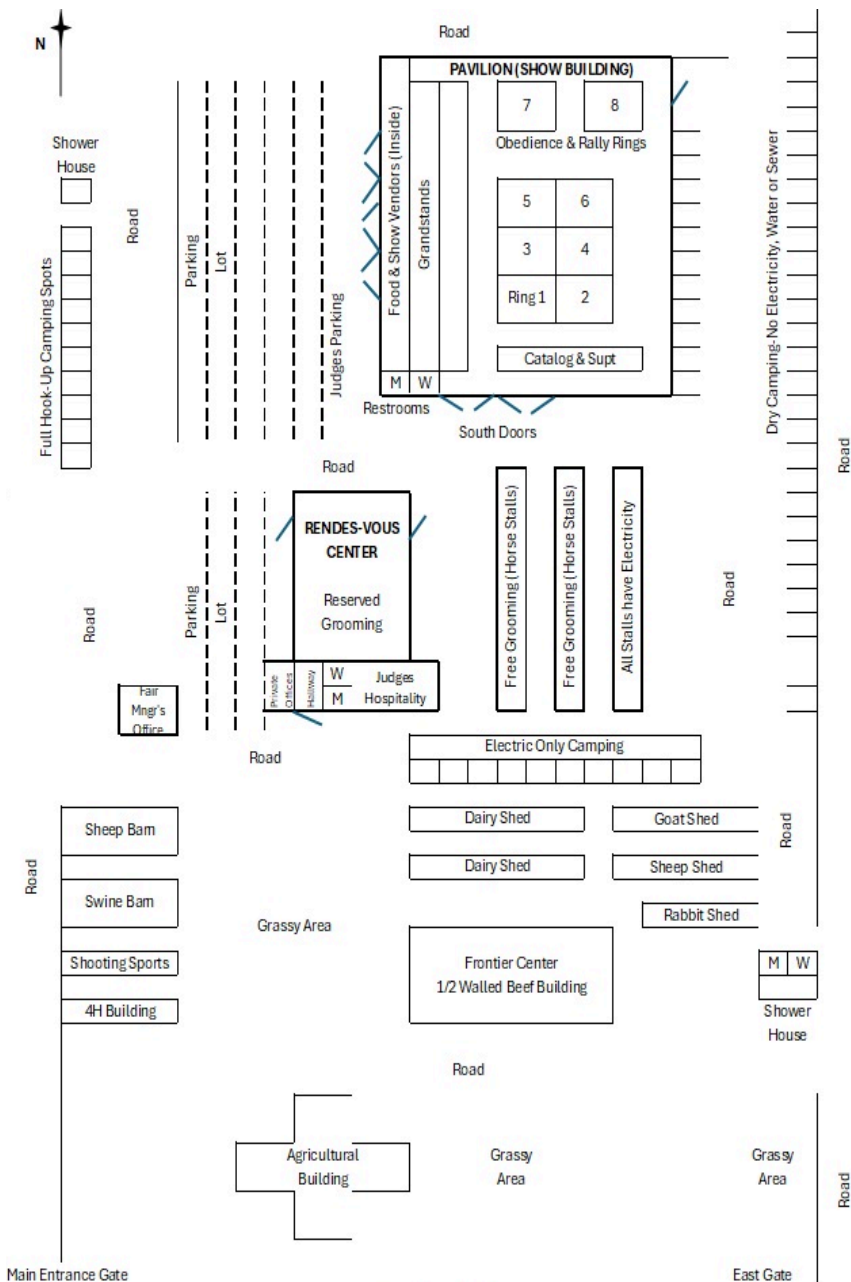 Road
N
PAVILION (SHOW BUILDING)
7
8
Obedience & Rally Rings
Shower
House
Food & Show Vendors (Inside)
Grandstands
5
6
3
4
Ring 1
2
Catalog & Supt
M
W
Restrooms
South Doors
Road
Parking
Lot
Judges Parking
Full Hook-Up Camping Spots
Dry Camping-No Electricity, Water or Sewer
Road
Road
RENDES-VOUS
CENTER
Reserved
Grooming
Free Grooming (Horse Stalls)
Free Grooming (Horse Stalls)
All Stalls have Electricity
Road
Road
Parking
Lot
Private
Offices
Hallway
W
M
Judges
Hospitality
Fair
Mngr's
Office
Road
Electric Only Camping
Sheep Barn
Dairy Shed
Goat Shed
Road
Road
Dairy Shed
Sheep Shed
Swine Barn
Rabbit Shed
Grassy Area
Shooting Sports
Frontier Center
1/2 Walled Beef Building
M
W
4H Building
Shower
House
Road
Agricultural
Building
Grassy
Area
Grassy
Area
Road
Main Entrance Gate
East Gate